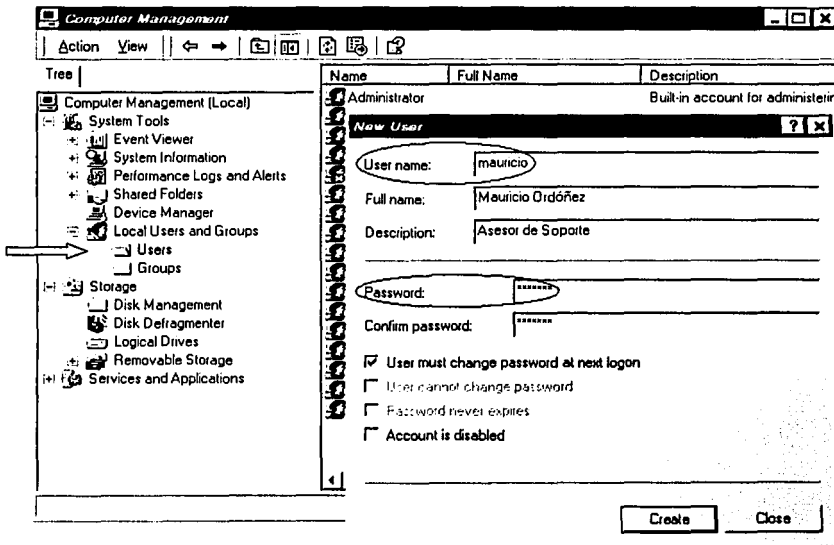 Computer Management
Action View
Tree
Computer Management (Local)
System Tools
Event Viewer
System Information
Performance Logs and Alerts
Shared Folders
Device Manager
Local Users and Groups
Users
Groups
Storage
Disk Management
Disk Defragmenter
Logical Drives
Removable Storage
Services and Applications
Name Full Name Description
Administrator Built-in account for administerin
New User
User name: mauricio
Full name: Mauricio Ordóñez
Description: Asesor de Soporte
Password: *******
Confirm password: *******
User must change password at next logon
User cannot change password
Password never expires
Account is disabled
Create Close